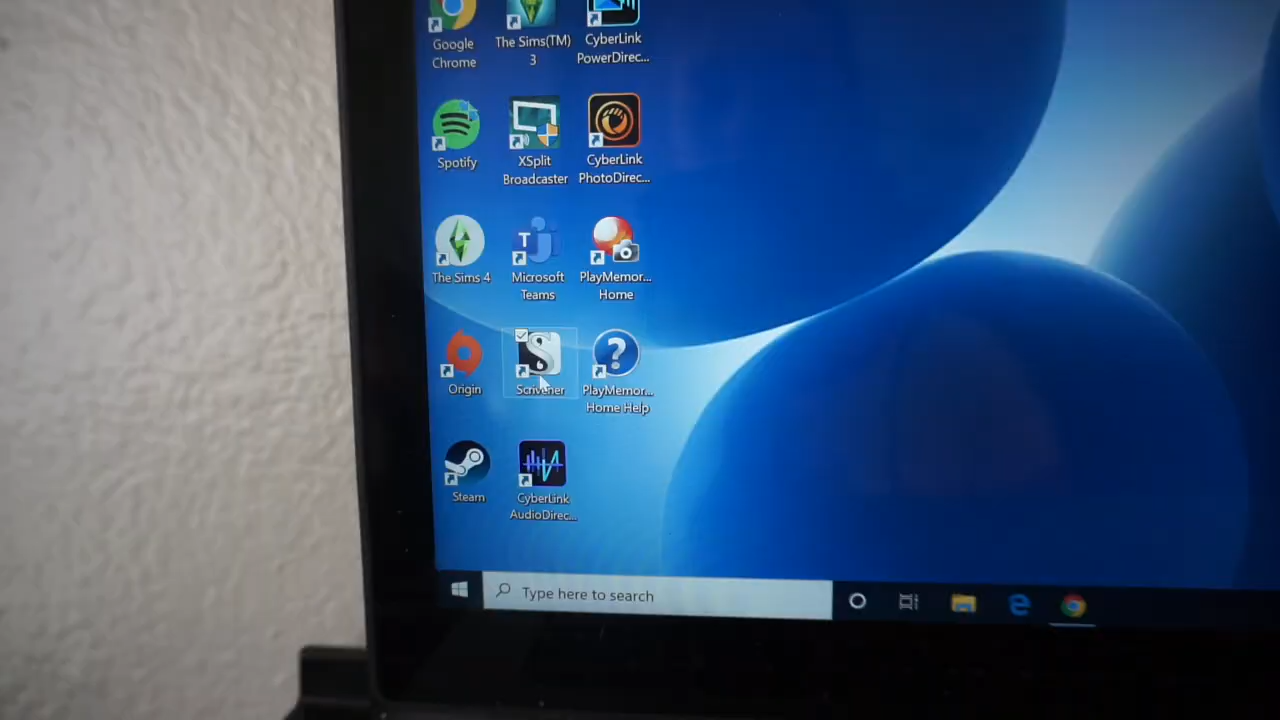 Google
Chrome
The Sims(TM)
3
CyberLink
PowerDirec...
Spotify
XSplit
Broadcaster
CyberLink
PhotoDirec...
The Sims 4
T
Microsoft
Teams
PlayMemor...
Home
Origin
S
Scrivener
?
PlayMemor...
Home Help
Steam
CyberLink
AudioDirec...
Type here to search